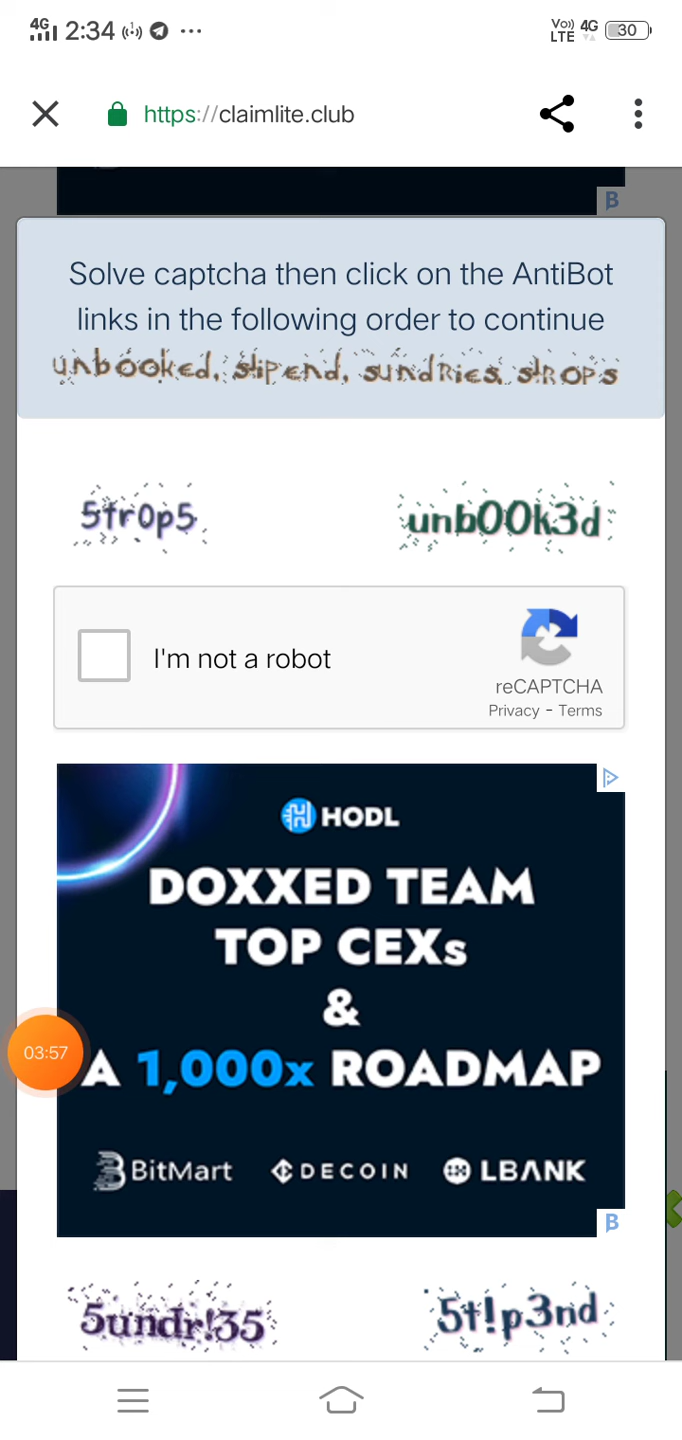 4G 2:34 ... Vo) LTE 4G 30
https://claimlite.club
Solve captcha then click on the AntiBot
links in the following order to continue
unbooked, stipend, sundries, strops
5tr0p5 unb00k3d
I'm not a robot
reCAPTCHA
Privacy - Terms
HODL
DOXXED TEAM
TOP CEXs
&
A 1,000x ROADMAP
03:57
BitMart DECOIN LBANK
5undr!35 5t!p3nd